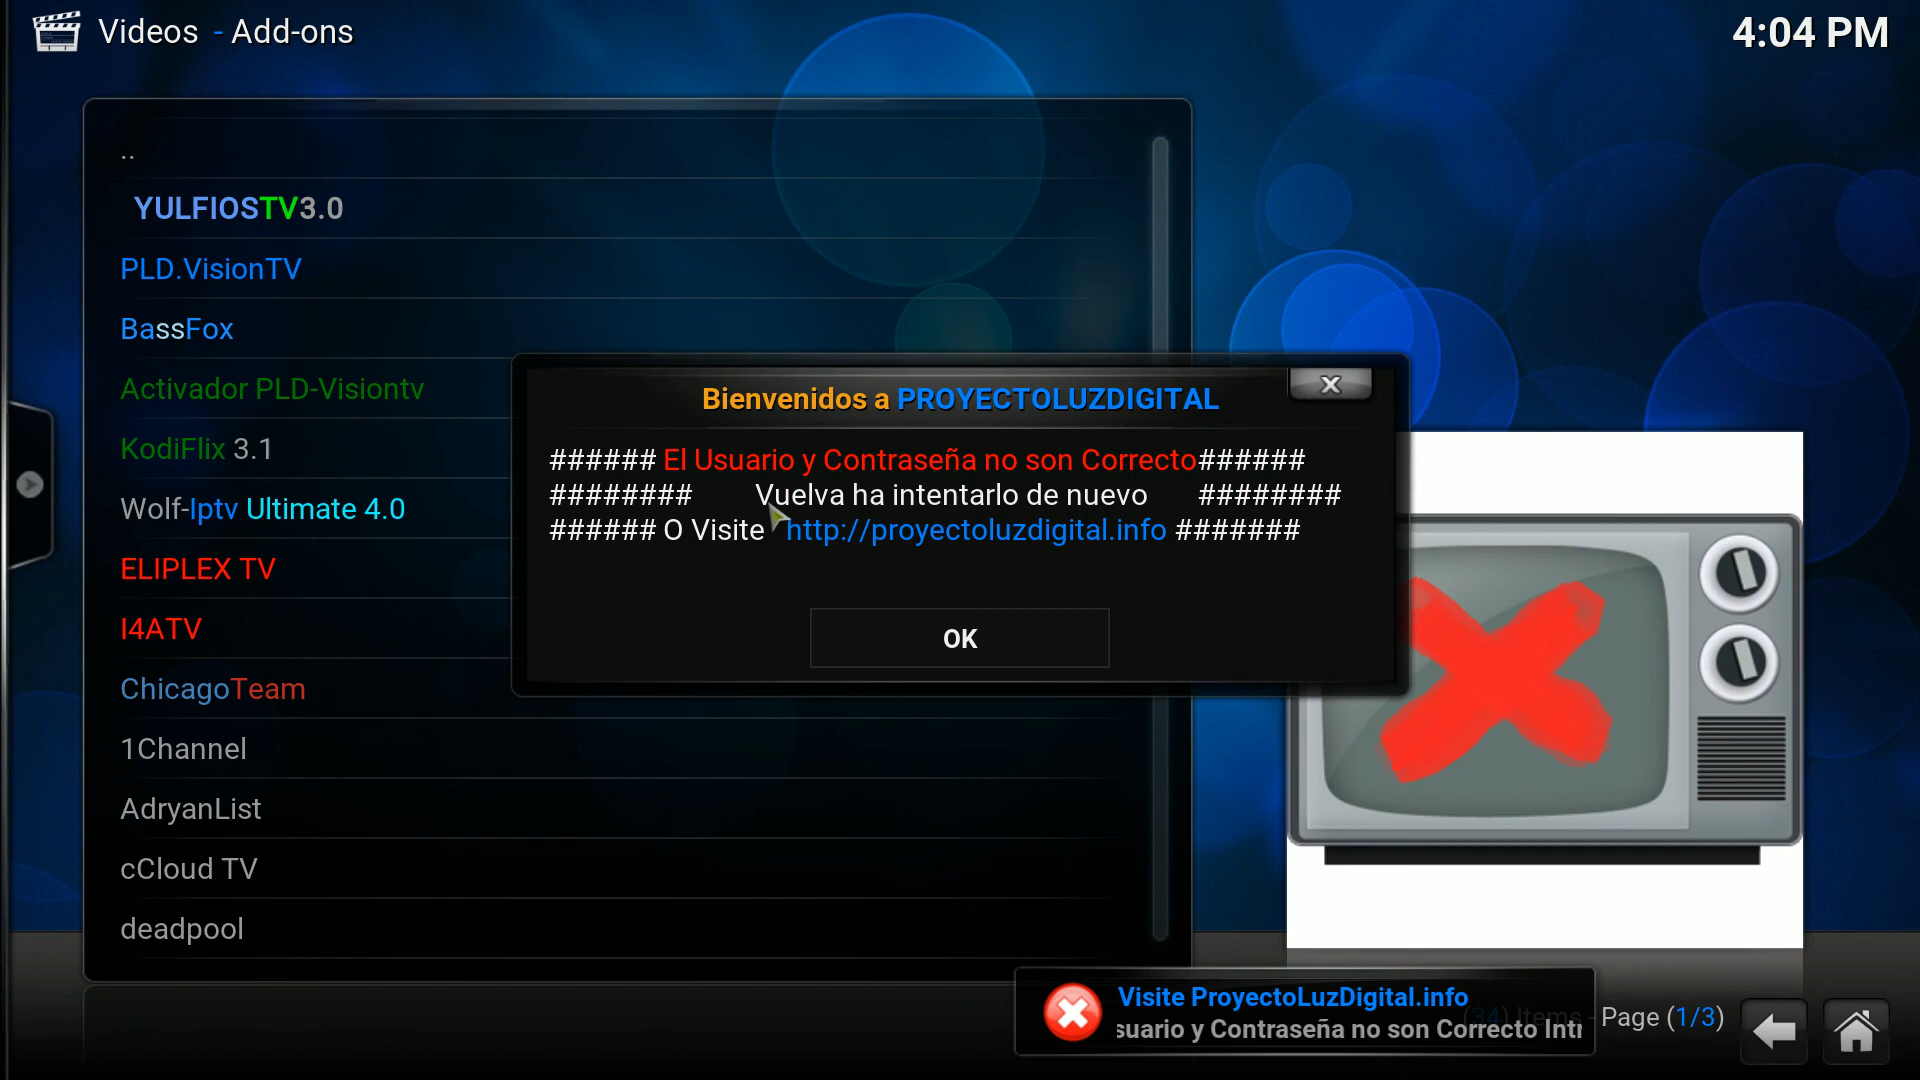 Videos - Add-ons
4:04 PM
..
YULFIOSTV3.0
PLD.VisionTV
BassFox
Activador PLD-Visiontv
KodiFlix 3.1
Wolf-Iptv Ultimate 4.0
ELIPLEX TV
I4ATV
ChicagoTeam
1Channel
AdryanList
cCloud TV
deadpool
Bienvenidos a PROYECTOLUZDIGITAL
###### El Usuario y Contraseña no son Correcto######
######## Vuelva ha intentarlo de nuevo ########
###### O Visite http://proyectoluzdigital.info #######
OK
Visite ProyectoLuzDigital.info
suario y Contraseña no son Correcto Intr
(34) Items - Page (1/3)